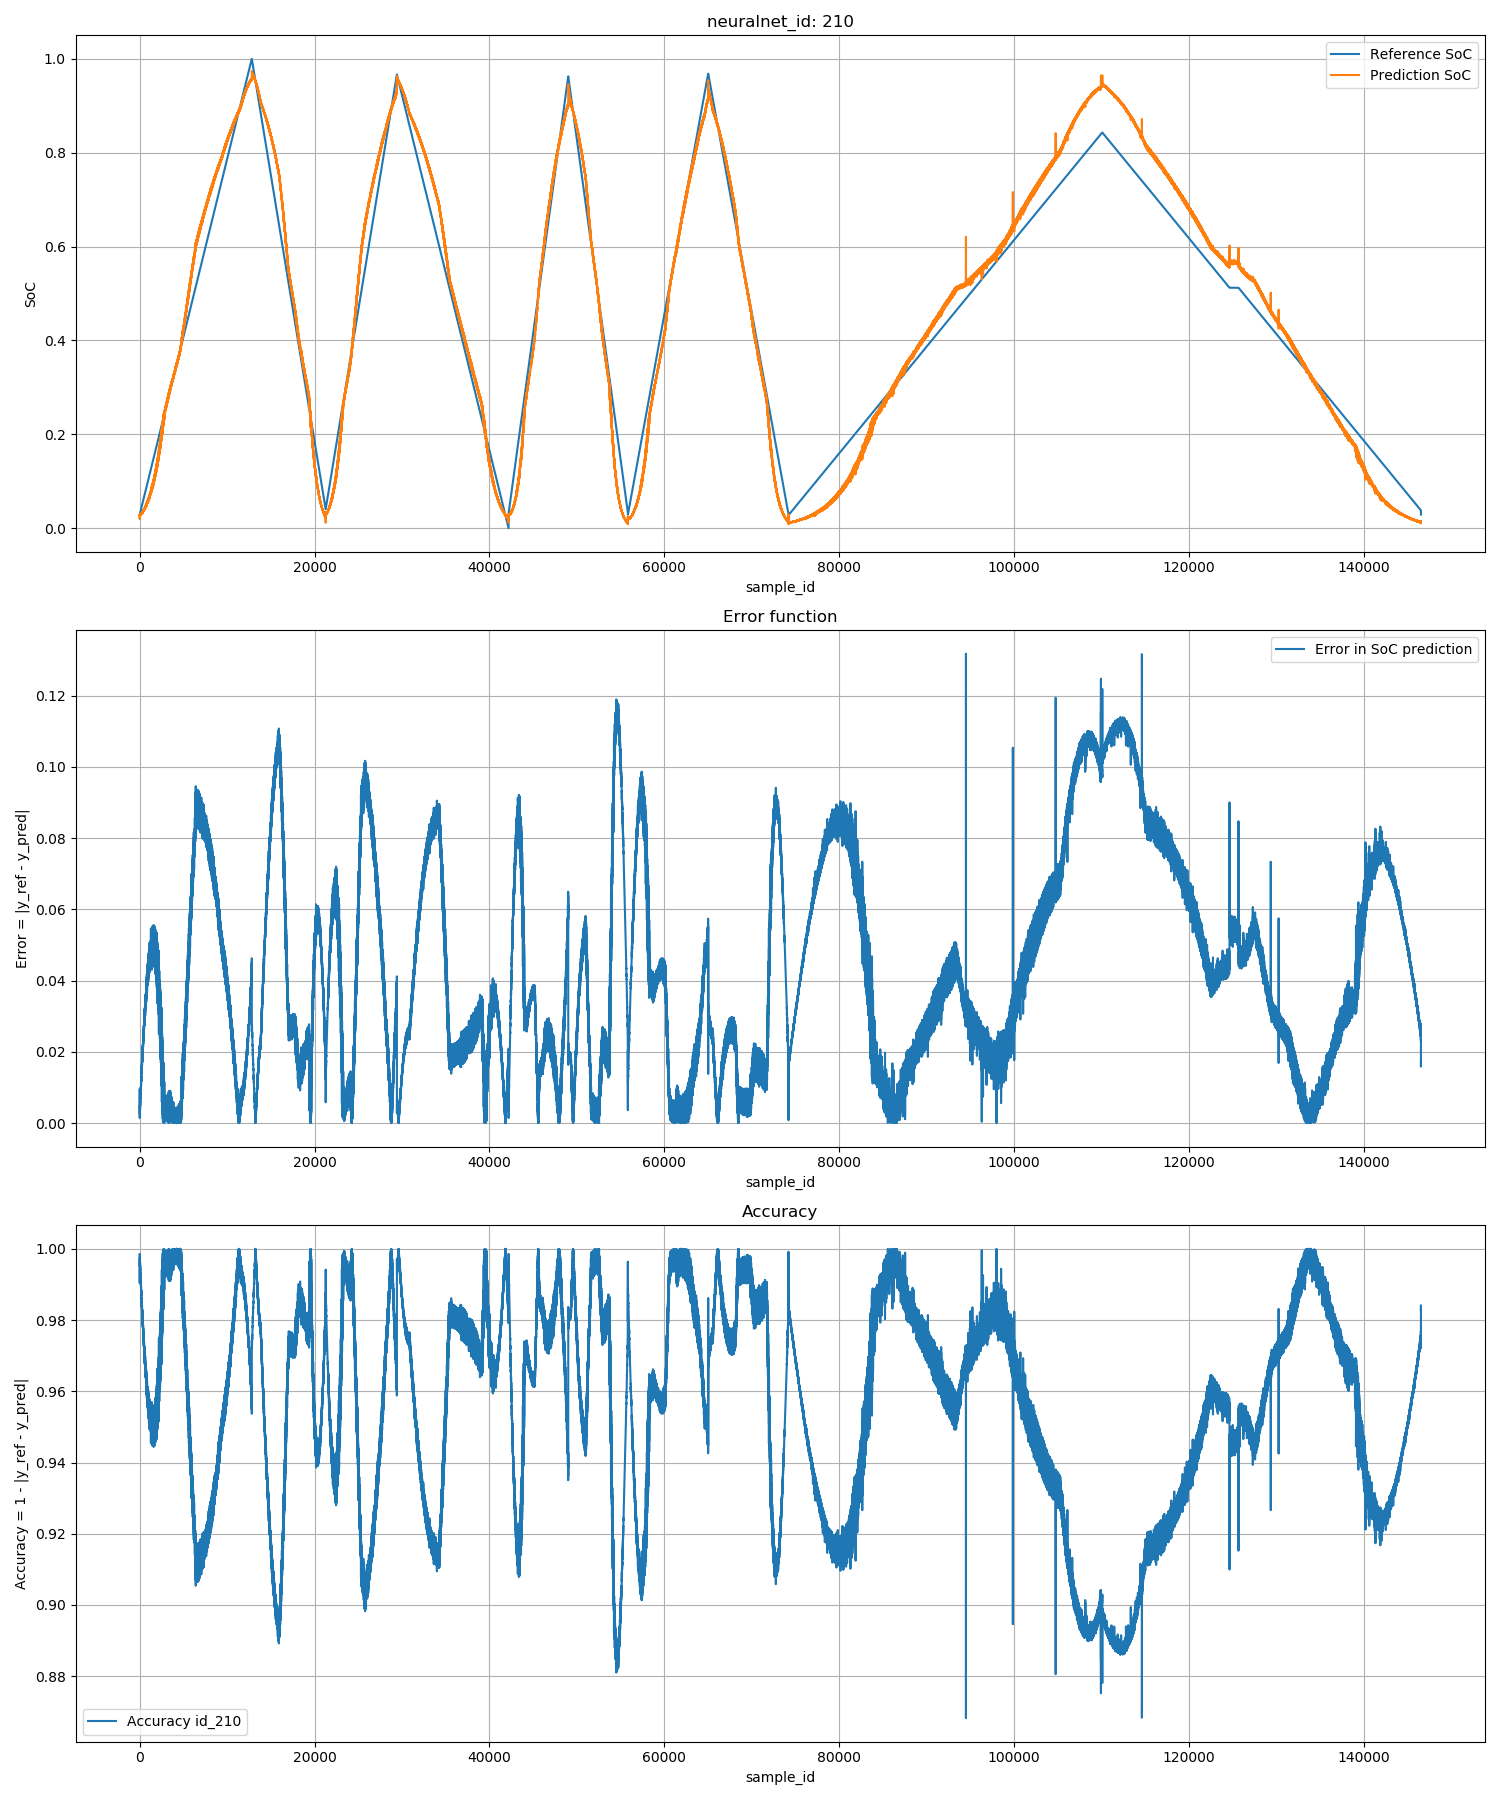 neuralnet_id: 210
Reference SoC
Prediction SoC
1.0
0.8
0.6
0.4
0.2
0.0
SoC
0 20000 40000 60000 80000 100000 120000 140000
sample_id
Error function
Error in SoC prediction
0.12
0.10
0.08
0.06
0.04
0.02
0.00
Error = |y_ref - y_pred|
0 20000 40000 60000 80000 100000 120000 140000
sample_id
Accuracy
1.00
0.98
0.96
0.94
0.92
0.90
0.88
Accuracy = 1 - |y_ref - y_pred|
Accuracy id_210
0 20000 40000 60000 80000 100000 120000 140000
sample_id